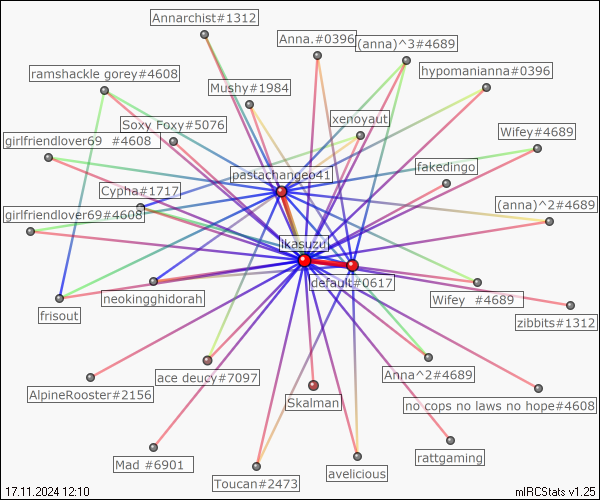 Annarchist#1312
Anna.#0396
(anna)^3#4689
ramshackle gorey#4608
hypomanianna#0396
Mushy#1984
xenoyaut
Soxy Foxy#5076
Wifey#4689
girlfriendlover69 #4608
fakedingo
pastachangeo41
Cypha#1717
(anna)^2#4689
girlfriendlover69#4608
ikasuzul
default#0617
neokingghidorah
Wifey #4689
frisout
zibbits#1312
ace deucy#7097
Anna^2#4689
AlpineRooster#2156
Skalman
no cops no laws no hope#4608
Mad #6901
rattgaming
Toucan#2473
avelicious
17.11.2024 12:10
mIRCStats v1.25